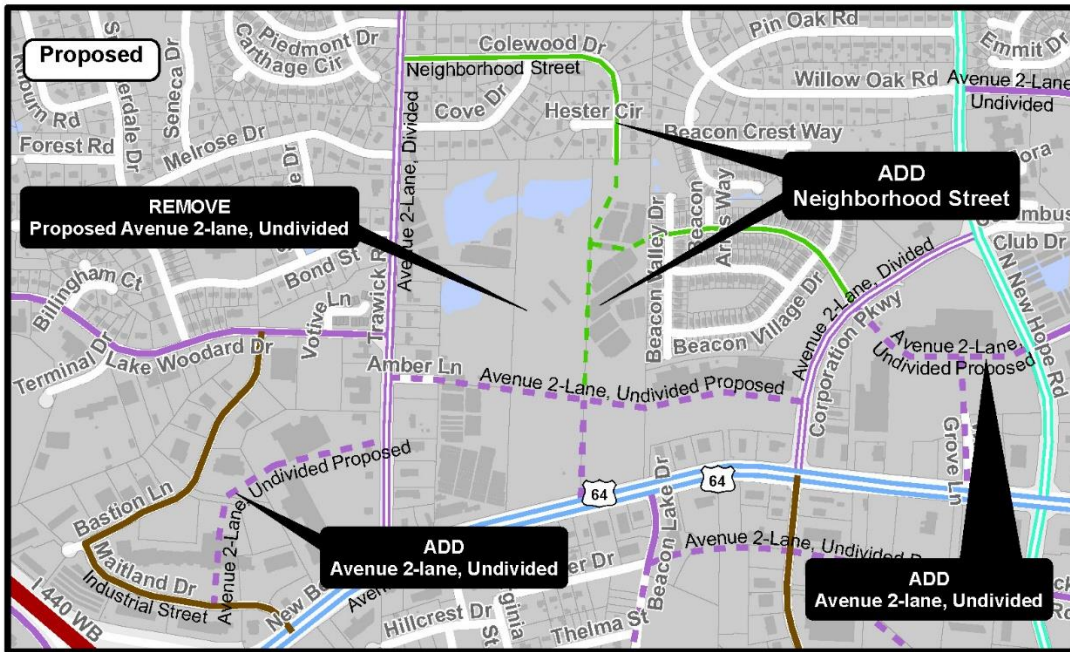 Proposed
Piedmont Dr
Carthage Cir
Seneca Dr
Forest Rd
Melrose Dr
Colewood Dr
Neighborhood Street
Cove Dr
Hester Cir
Beacon Crest Way
Pin Oak Rd
Emmit Dr
Willow Oak Rd
Avenue 2-Lane,
Undivided
ADD
Neighborhood Street
REMOVE
Proposed Avenue 2-lane, Undivided
Avenue 2-Lane, Divided
Trawick R
Bond St
Billingham Ct
Votive Ln
Terminal Dr
Lake Woodard Dr
Amber Ln
Beacon Valley Dr
Beacon
Way
Beacon Village Dr
Club Dr
N New Hope Rd
Avenue 2-Lane, Divided
Corporation Pkwy
Avenue 2-Lane, Undivided Proposed
Avenue 2-Lane,
Undivided Proposed
Grove Ln
Avenue 2-Lane, Undivided Proposed
Bastion Ln
Maitland Dr
Industrial Street
I 440 WB
New
64
64
Beacon Lake Dr
Avenue 2-Lane, Undivided
ADD
Avenue 2-lane, Undivided
ADD
Avenue 2-lane, Undivided
Hillcrest Dr
St
Thelma St